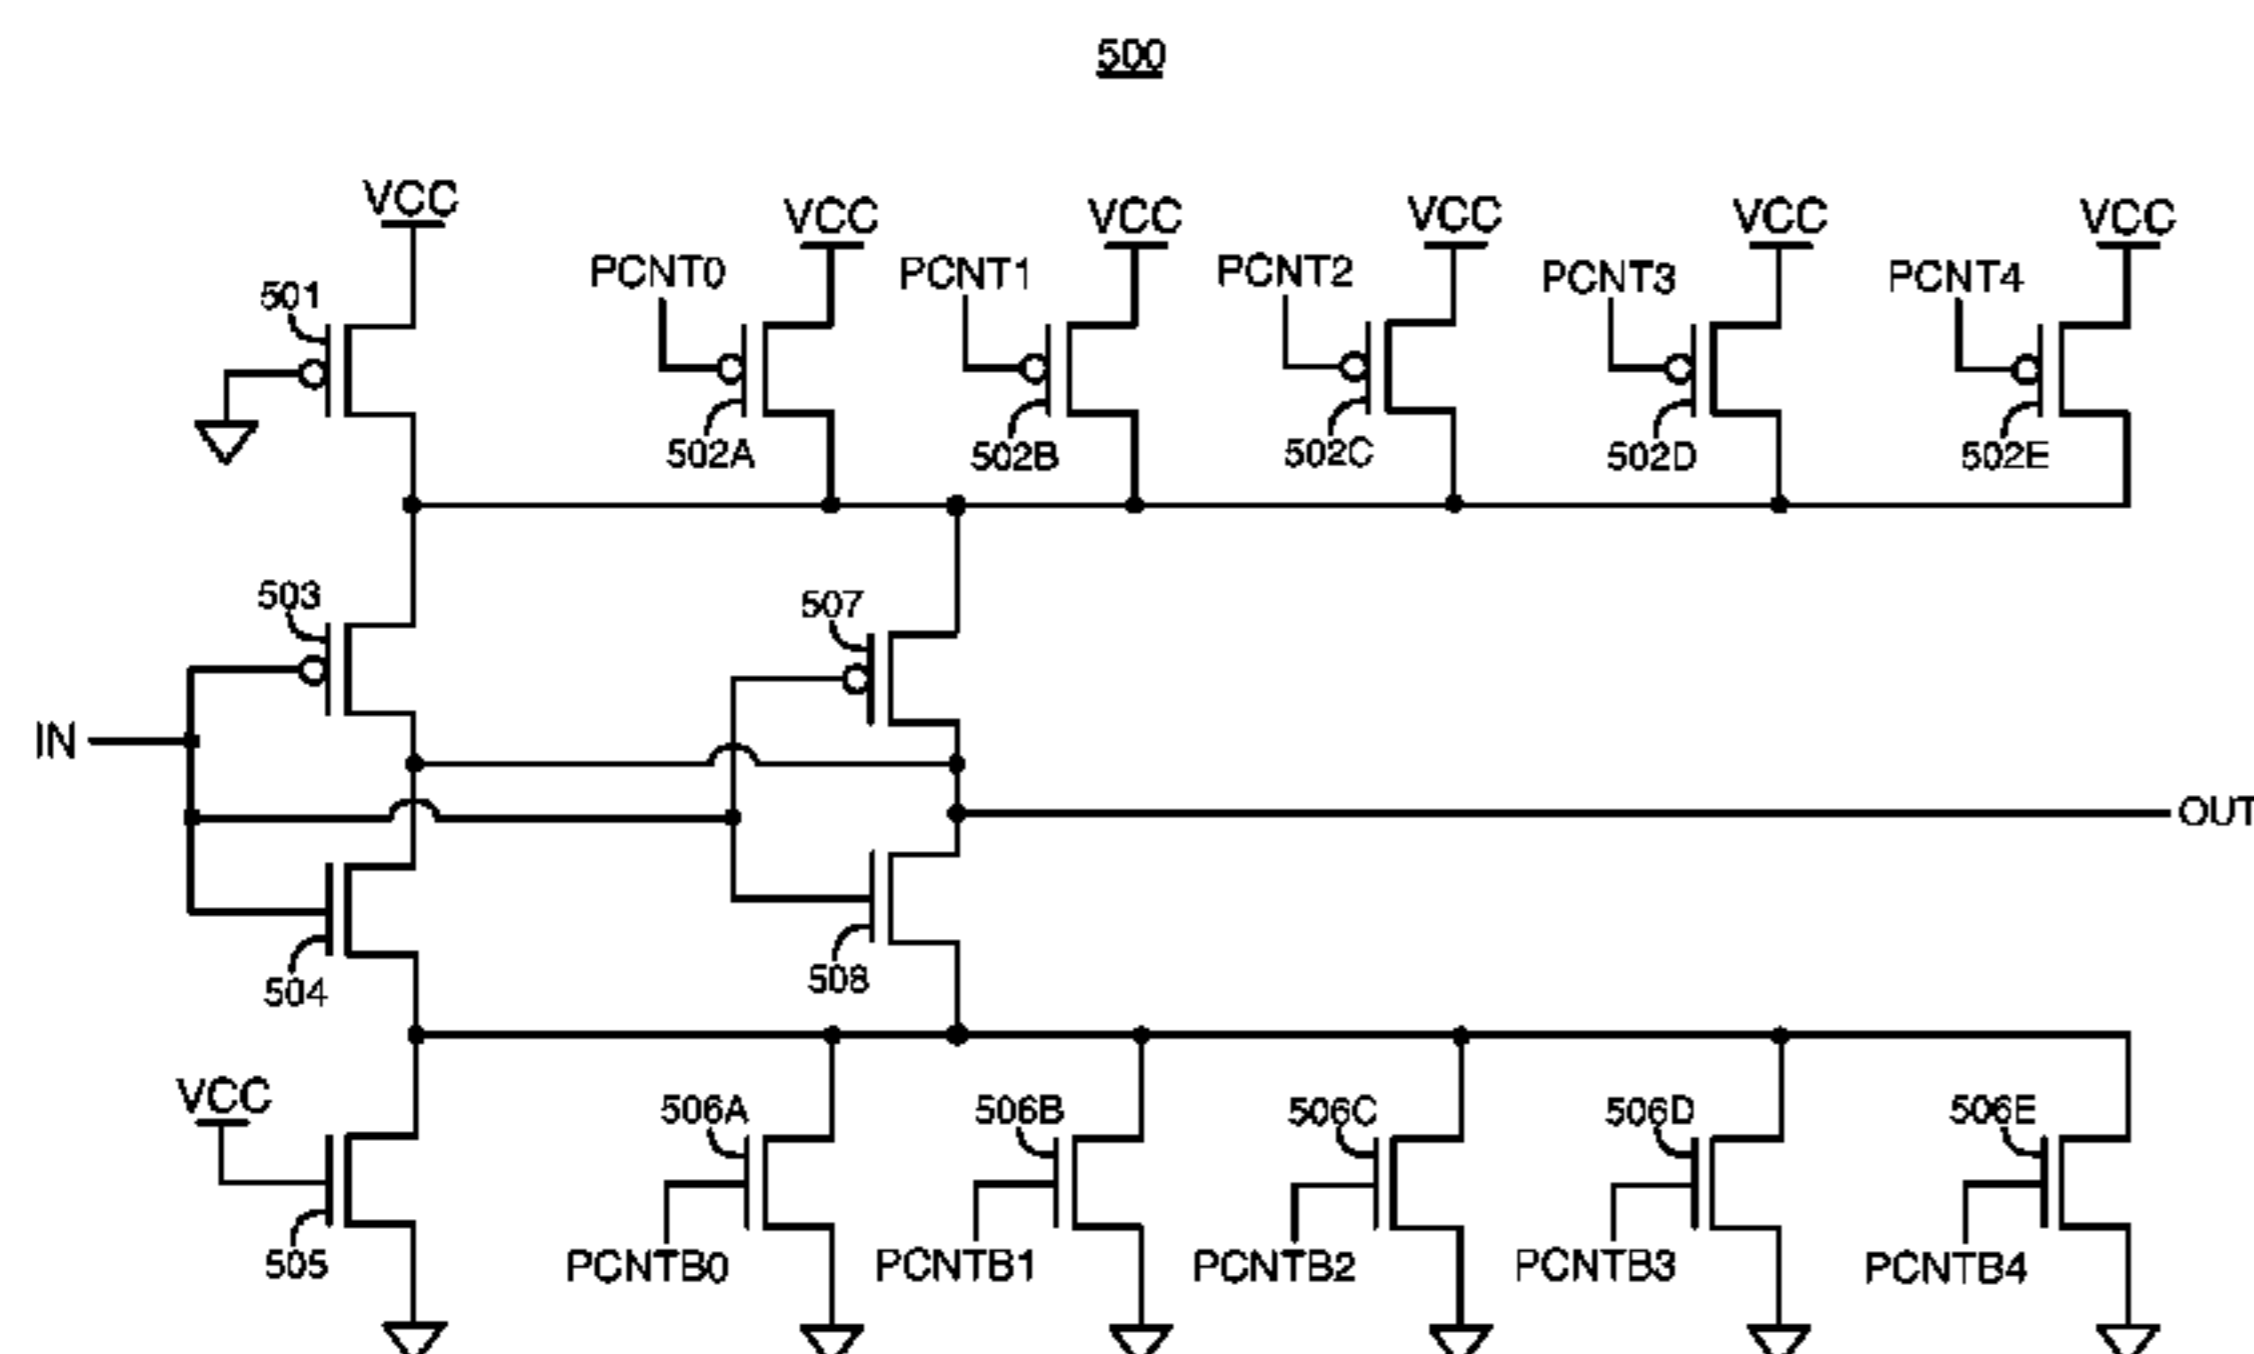 500
VCC
VCC
VCC
VCC
VCC
VCC
PCNT0
PCNT1
PCNT2
PCNT3
PCNT4
501
502A
502B
502C
502D
502E
503
507
IN
OUT
504
508
VCC
506A
506B
506C
506D
506E
505
PCNTB0
PCNTB1
PCNTB2
PCNTB3
PCNTB4